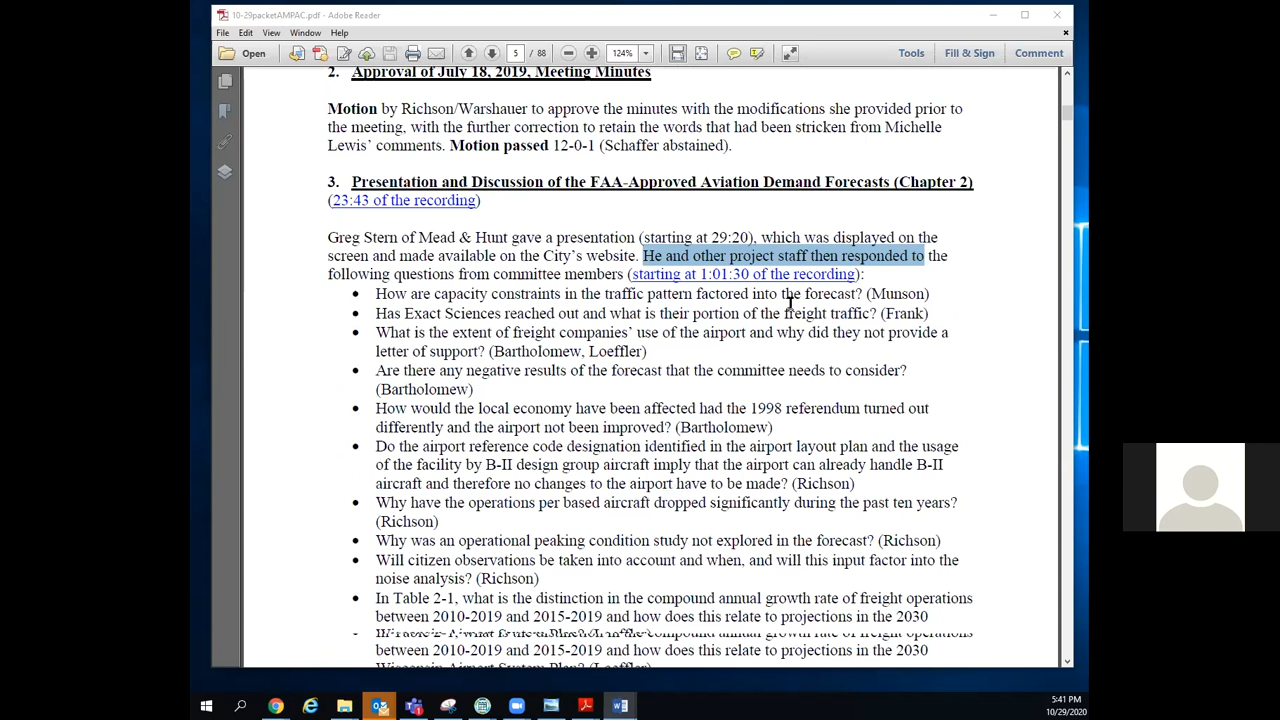 10-29packetAMPAC.pdf - Adobe Reader
File Edit View Window Help
Open 5 / 88 124% Tools Fill & Sign Comment
2. Approval of July 18, 2019, Meeting Minutes
Motion by Richson/Warshauer to approve the minutes with the modifications she provided prior to
the meeting, with the further correction to retain the words that had been stricken from Michelle
Lewis’ comments. Motion passed 12-0-1 (Schaffer abstained).
3. Presentation and Discussion of the FAA-Approved Aviation Demand Forecasts (Chapter 2)
(23:43 of the recording)
Greg Stern of Mead & Hunt gave a presentation (starting at 29:20), which was displayed on the
screen and made available on the City’s website. He and other project staff then responded to the
following questions from committee members (starting at 1:01:30 of the recording):
• How are capacity constraints in the traffic pattern factored into the forecast? (Munson)
• Has Exact Sciences reached out and what is their portion of the freight traffic? (Frank)
• What is the extent of freight companies’ use of the airport and why did they not provide a
letter of support? (Bartholomew, Loeffler)
• Are there any negative results of the forecast that the committee needs to consider?
(Bartholomew)
• How would the local economy have been affected had the 1998 referendum turned out
differently and the airport not been improved? (Bartholomew)
• Do the airport reference code designation identified in the airport layout plan and the usage
of the facility by B-II design group aircraft imply that the airport can already handle B-II
aircraft and therefore no changes to the airport have to be made? (Richson)
• Why have the operations per based aircraft dropped significantly during the past ten years?
(Richson)
• Why was an operational peaking condition study not explored in the forecast? (Richson)
• Will citizen observations be taken into account and when, and will this input factor into the
noise analysis? (Richson)
• In Table 2-1, what is the distinction in the compound annual growth rate of freight operations
between 2010-2019 and 2015-2019 and how does this relate to projections in the 2030
compound annual growth rate of freight operations
between 2010-2019 and 2015-2019 and how does this relate to projections in the 2030
Wisconsin Airport System Plan? (Loeffler)
5:41 PM
10/29/2020